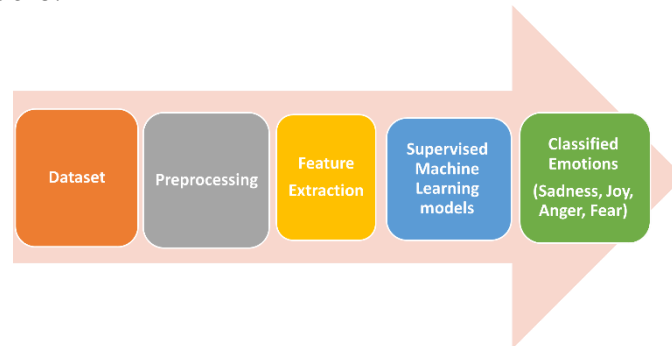 Dataset
Preprocessing
Feature
Extraction
Supervised
Machine
Learning
models
Classified
Emotions
(Sadness, Joy,
Anger, Fear)